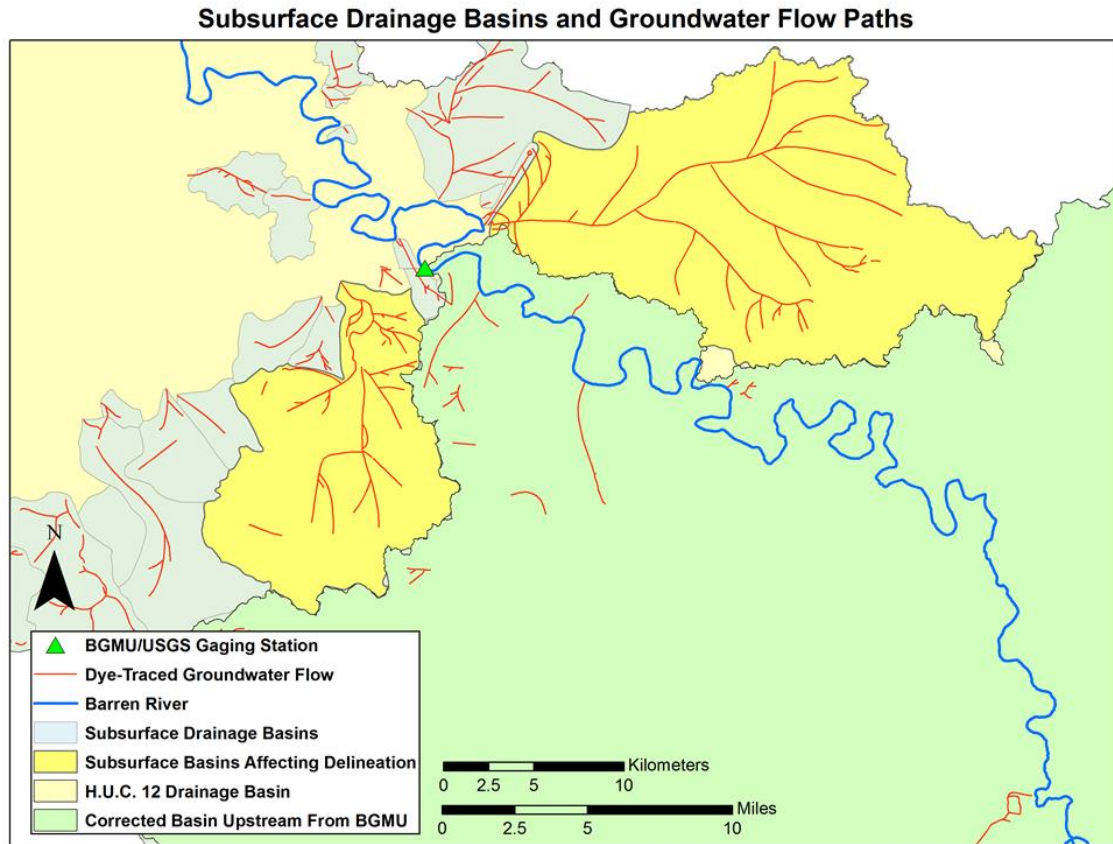 Subsurface Drainage Basins and Groundwater Flow Paths
N
BGMU/USGS Gaging Station
Dye-Traced Groundwater Flow
Barren River
Subsurface Drainage Basins
Subsurface Basins Affecting Delineation
H.U.C. 12 Drainage Basin
Corrected Basin Upstream From BGMU
Kilometers
0 2.5 5 10
Miles
0 2.5 5 10